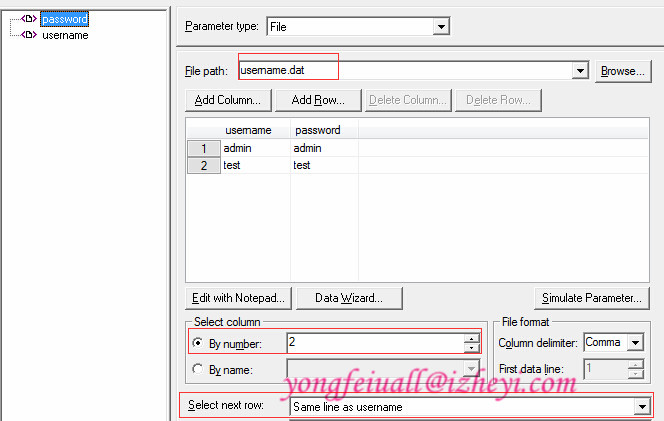 password
username
Parameter type: File
File path: username.dat Browse...
Add Column... Add Row... Delete Column... Delete Row...
username password
1 admin admin
2 test test
Edit with Notepad... Data Wizard... Simulate Parameter...
Select column File format
By number: 2 Column delimiter: Comma
By name: First data line: 1
yongfeiuall@izheyi.com
Select next row: Same line as username